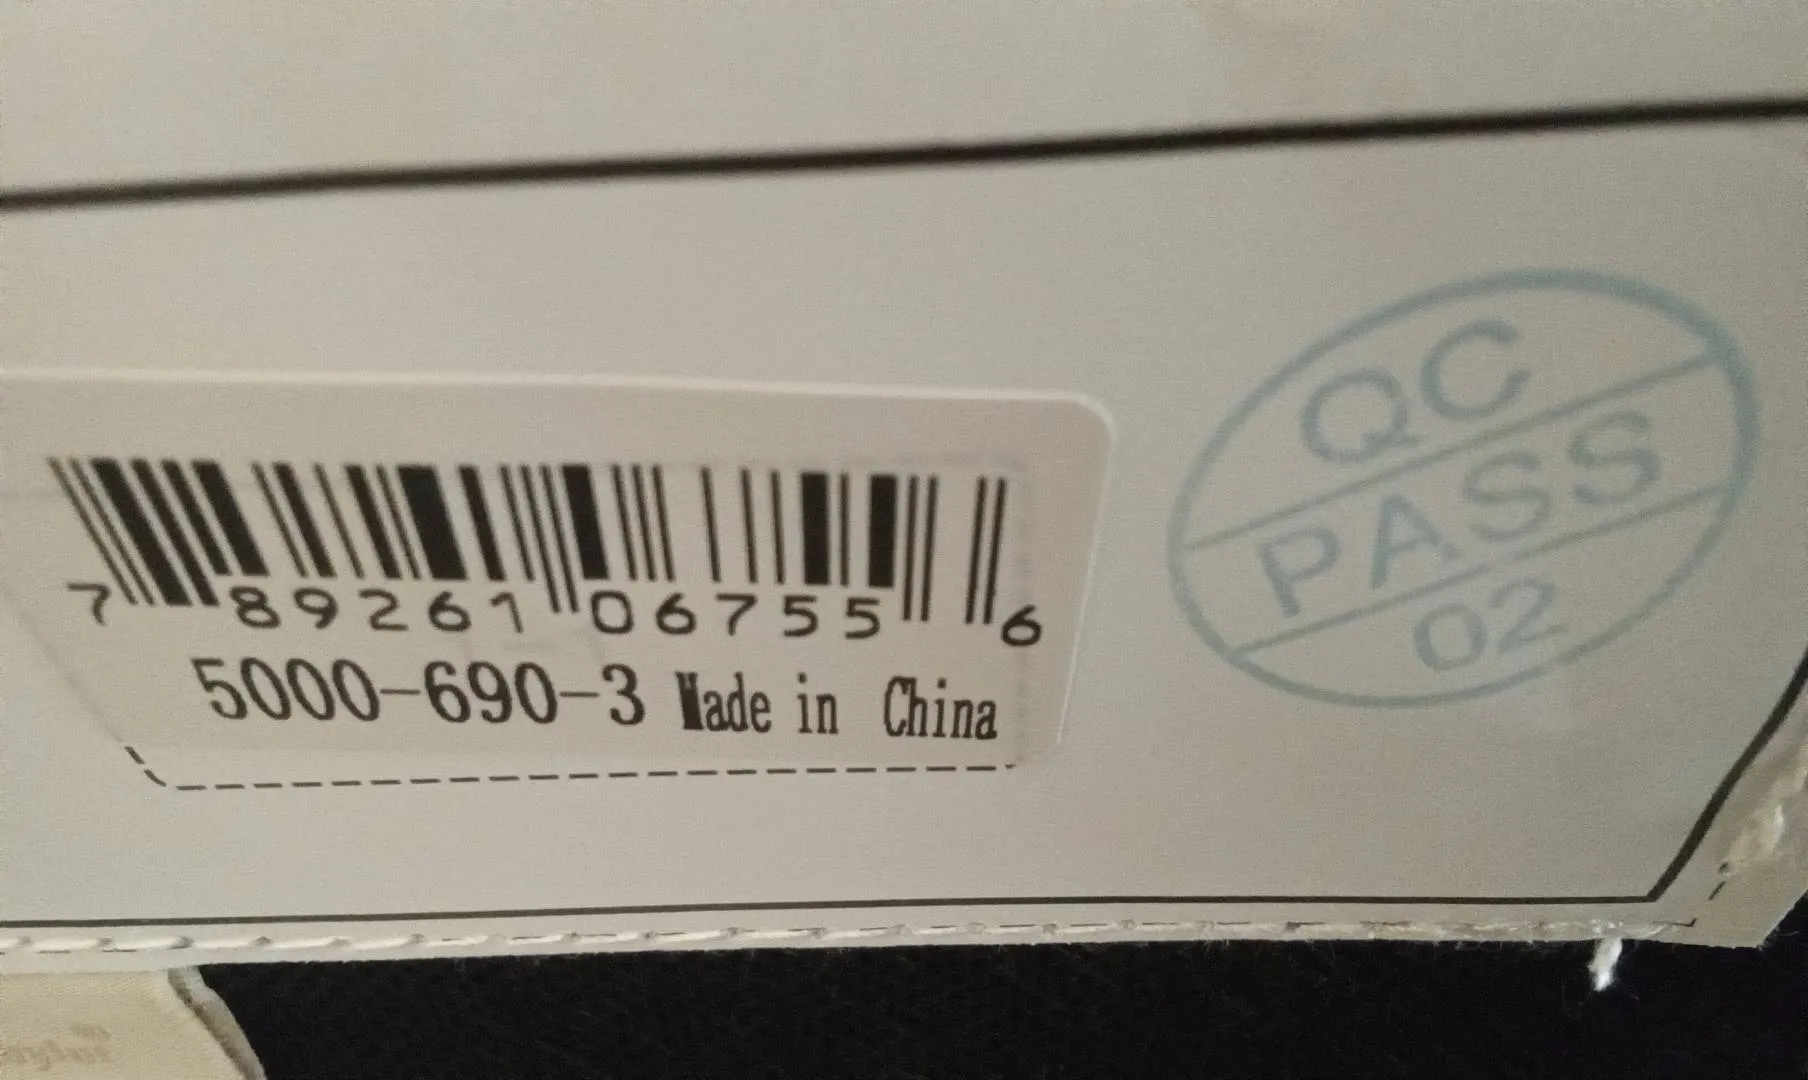 7 89261 06755 6
5000-690-3 Made in China
QC
PASS
02